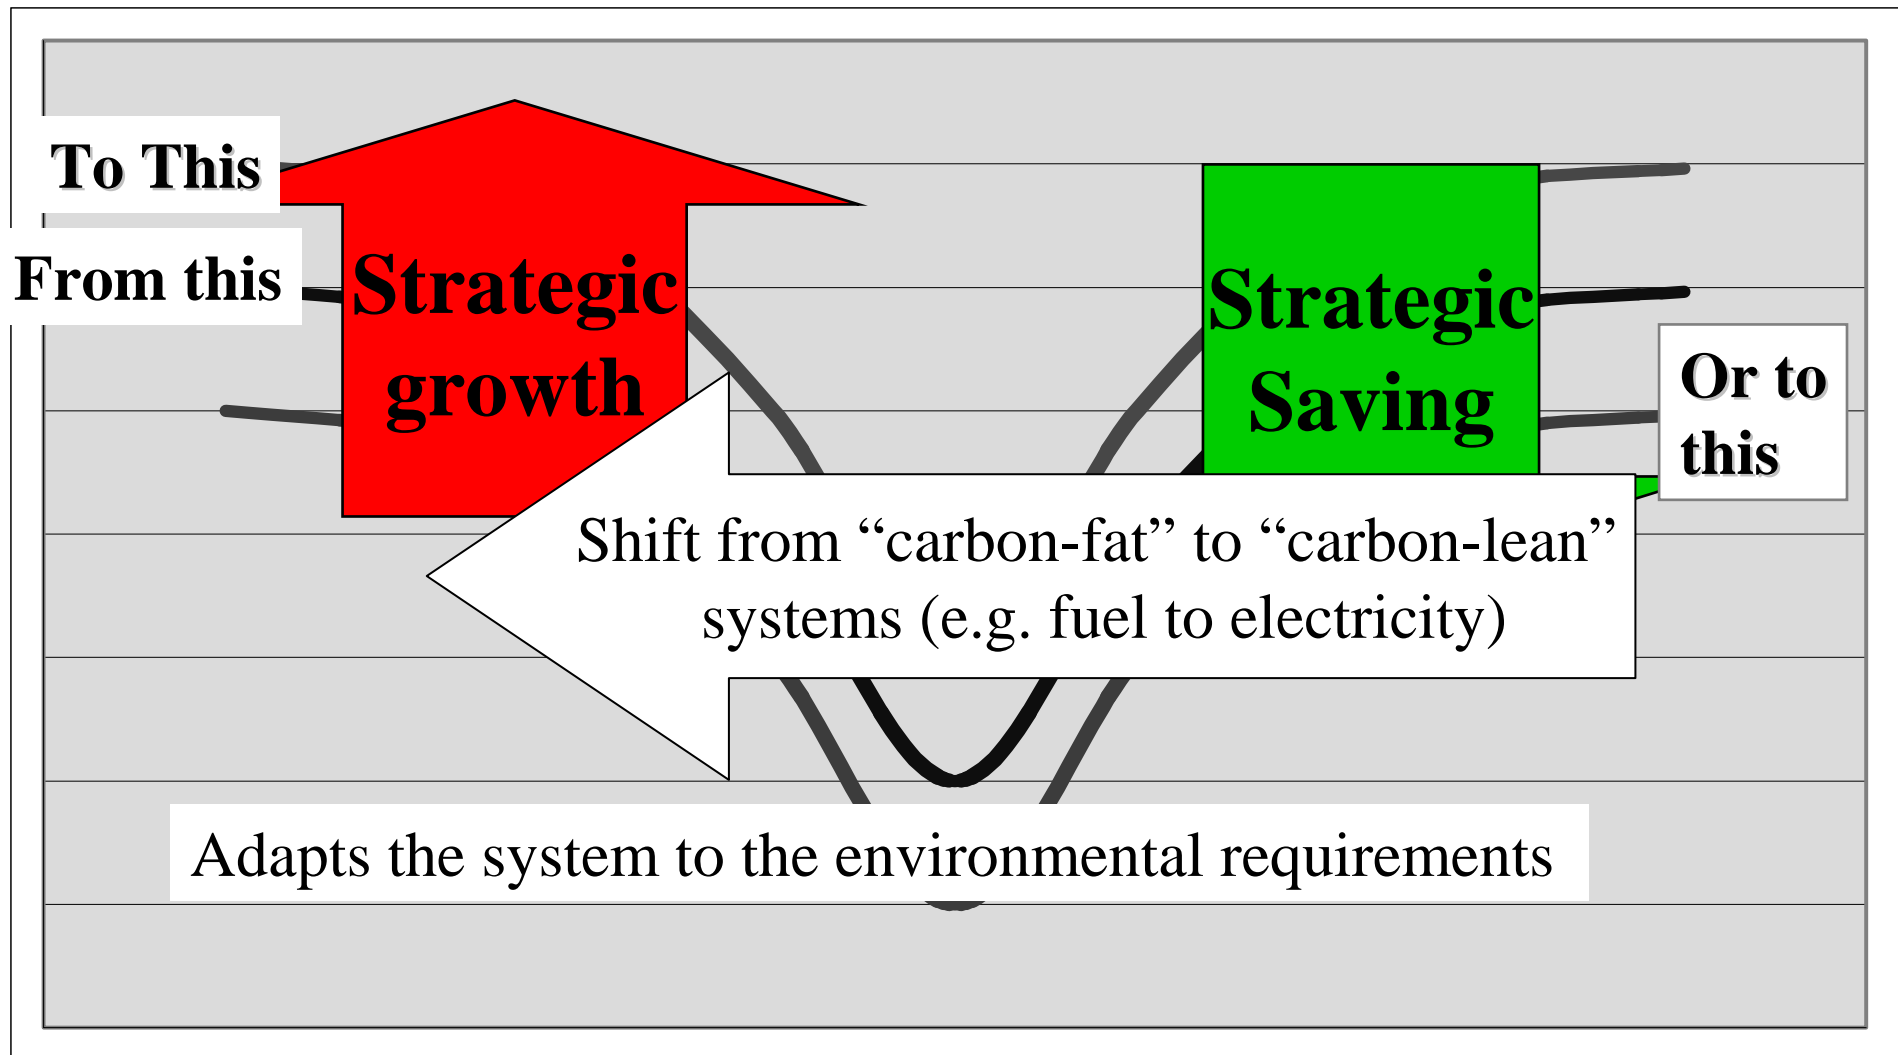 To This
From this
Strategic
growth
Strategic
Saving
Or to
this
Shift from “carbon-fat” to “carbon-lean”
systems (e.g. fuel to electricity)
Adapts the system to the environmental requirements